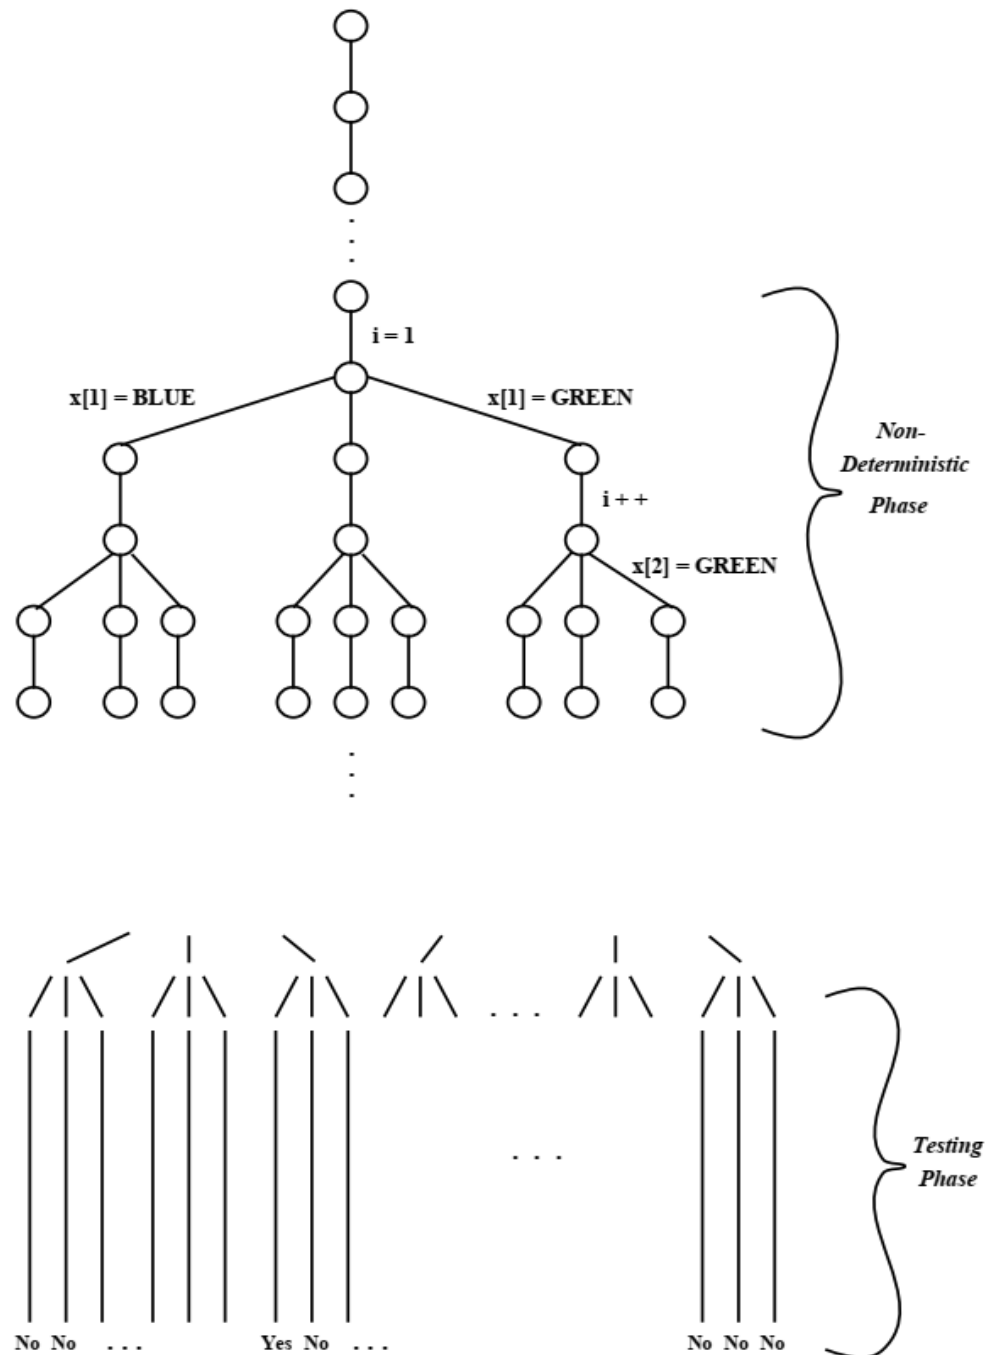 i = 1
x[1] = BLUE
x[1] = GREEN
Non-
Deterministic
Phase
i + +
x[2] = GREEN
. . .
. . .
Testing
Phase
No No . . . Yes No . . . No No No